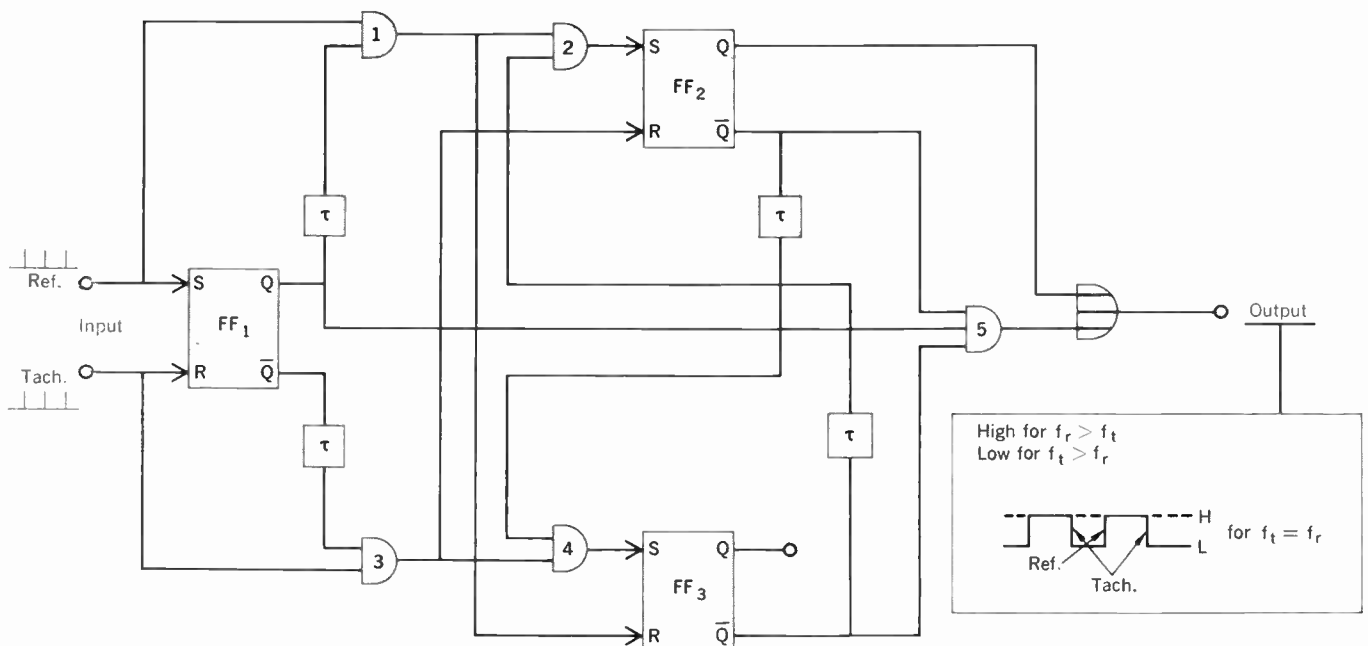 1
2
S
Q
FF2
R
Q̅
τ
τ
Ref.
S
Q
Input
FF1
5
Output
Tach.
R
Q̅
High for fr > ft
Low for ft > fr
τ
τ
H
L
for ft = fr
Ref.
Tach.
3
4
S
Q
FF3
R
Q̅